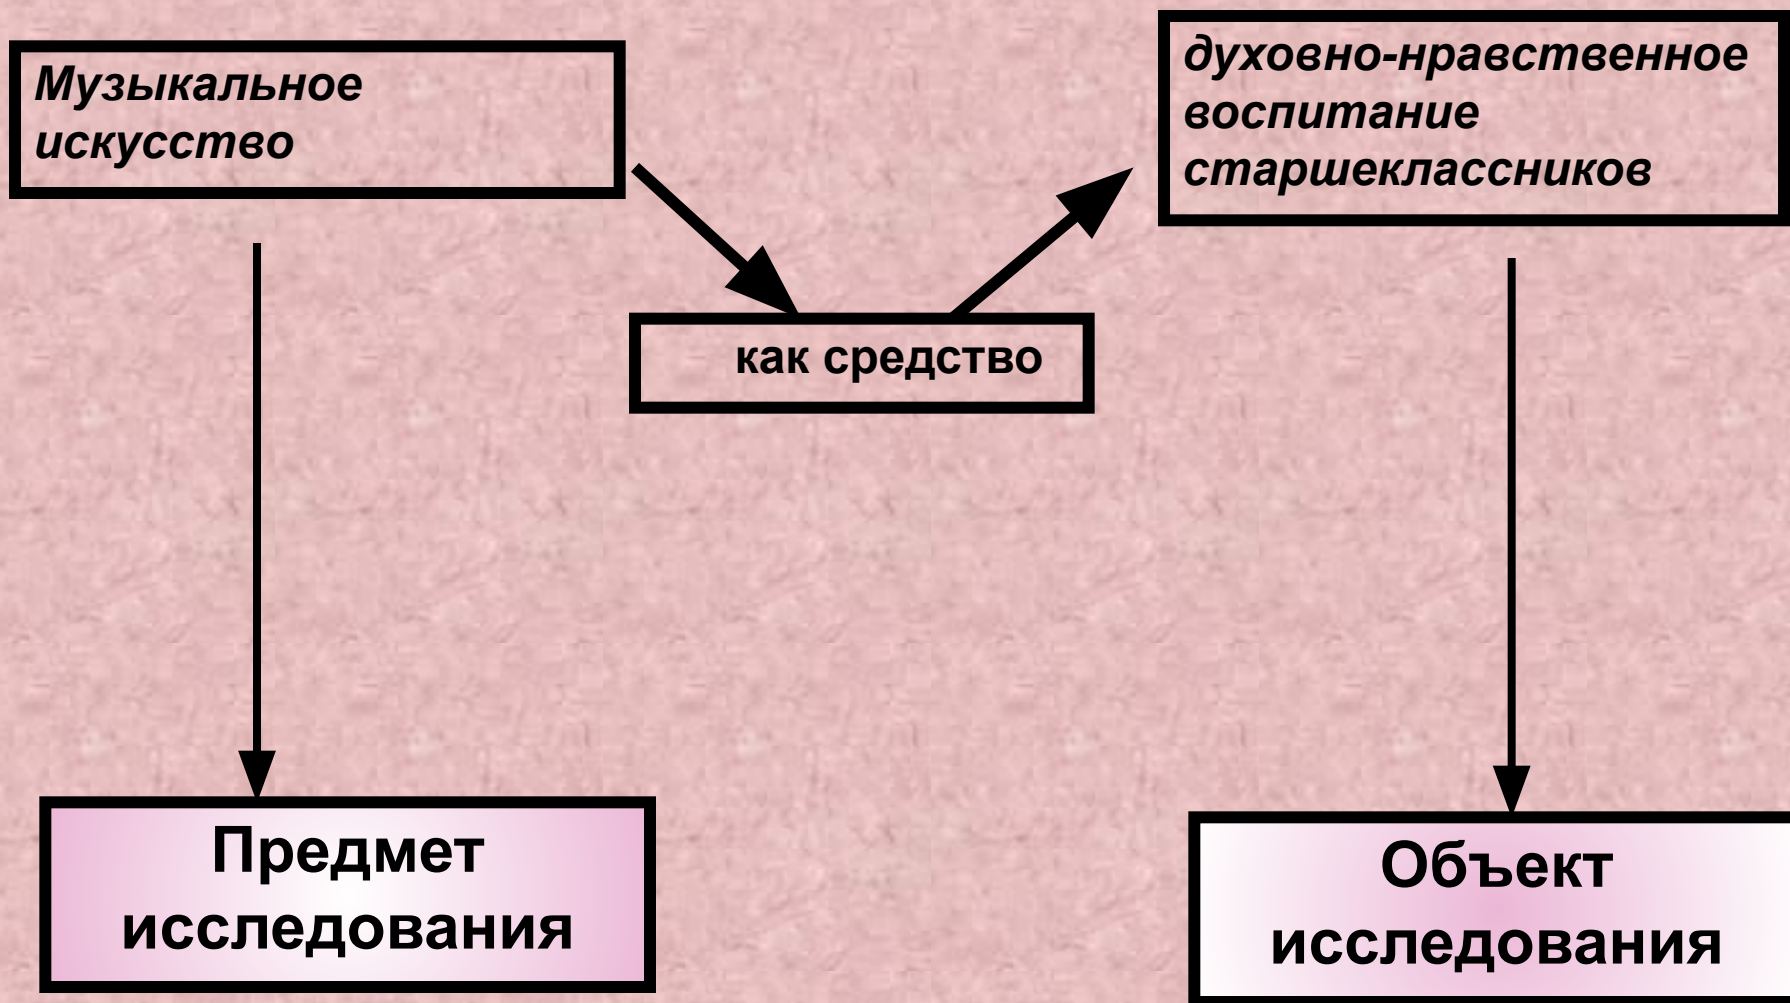 Музыкальное
искусство
духовно-нравственное
воспитание
старшеклассников
как средство
Предмет
исследования
Объект
исследования